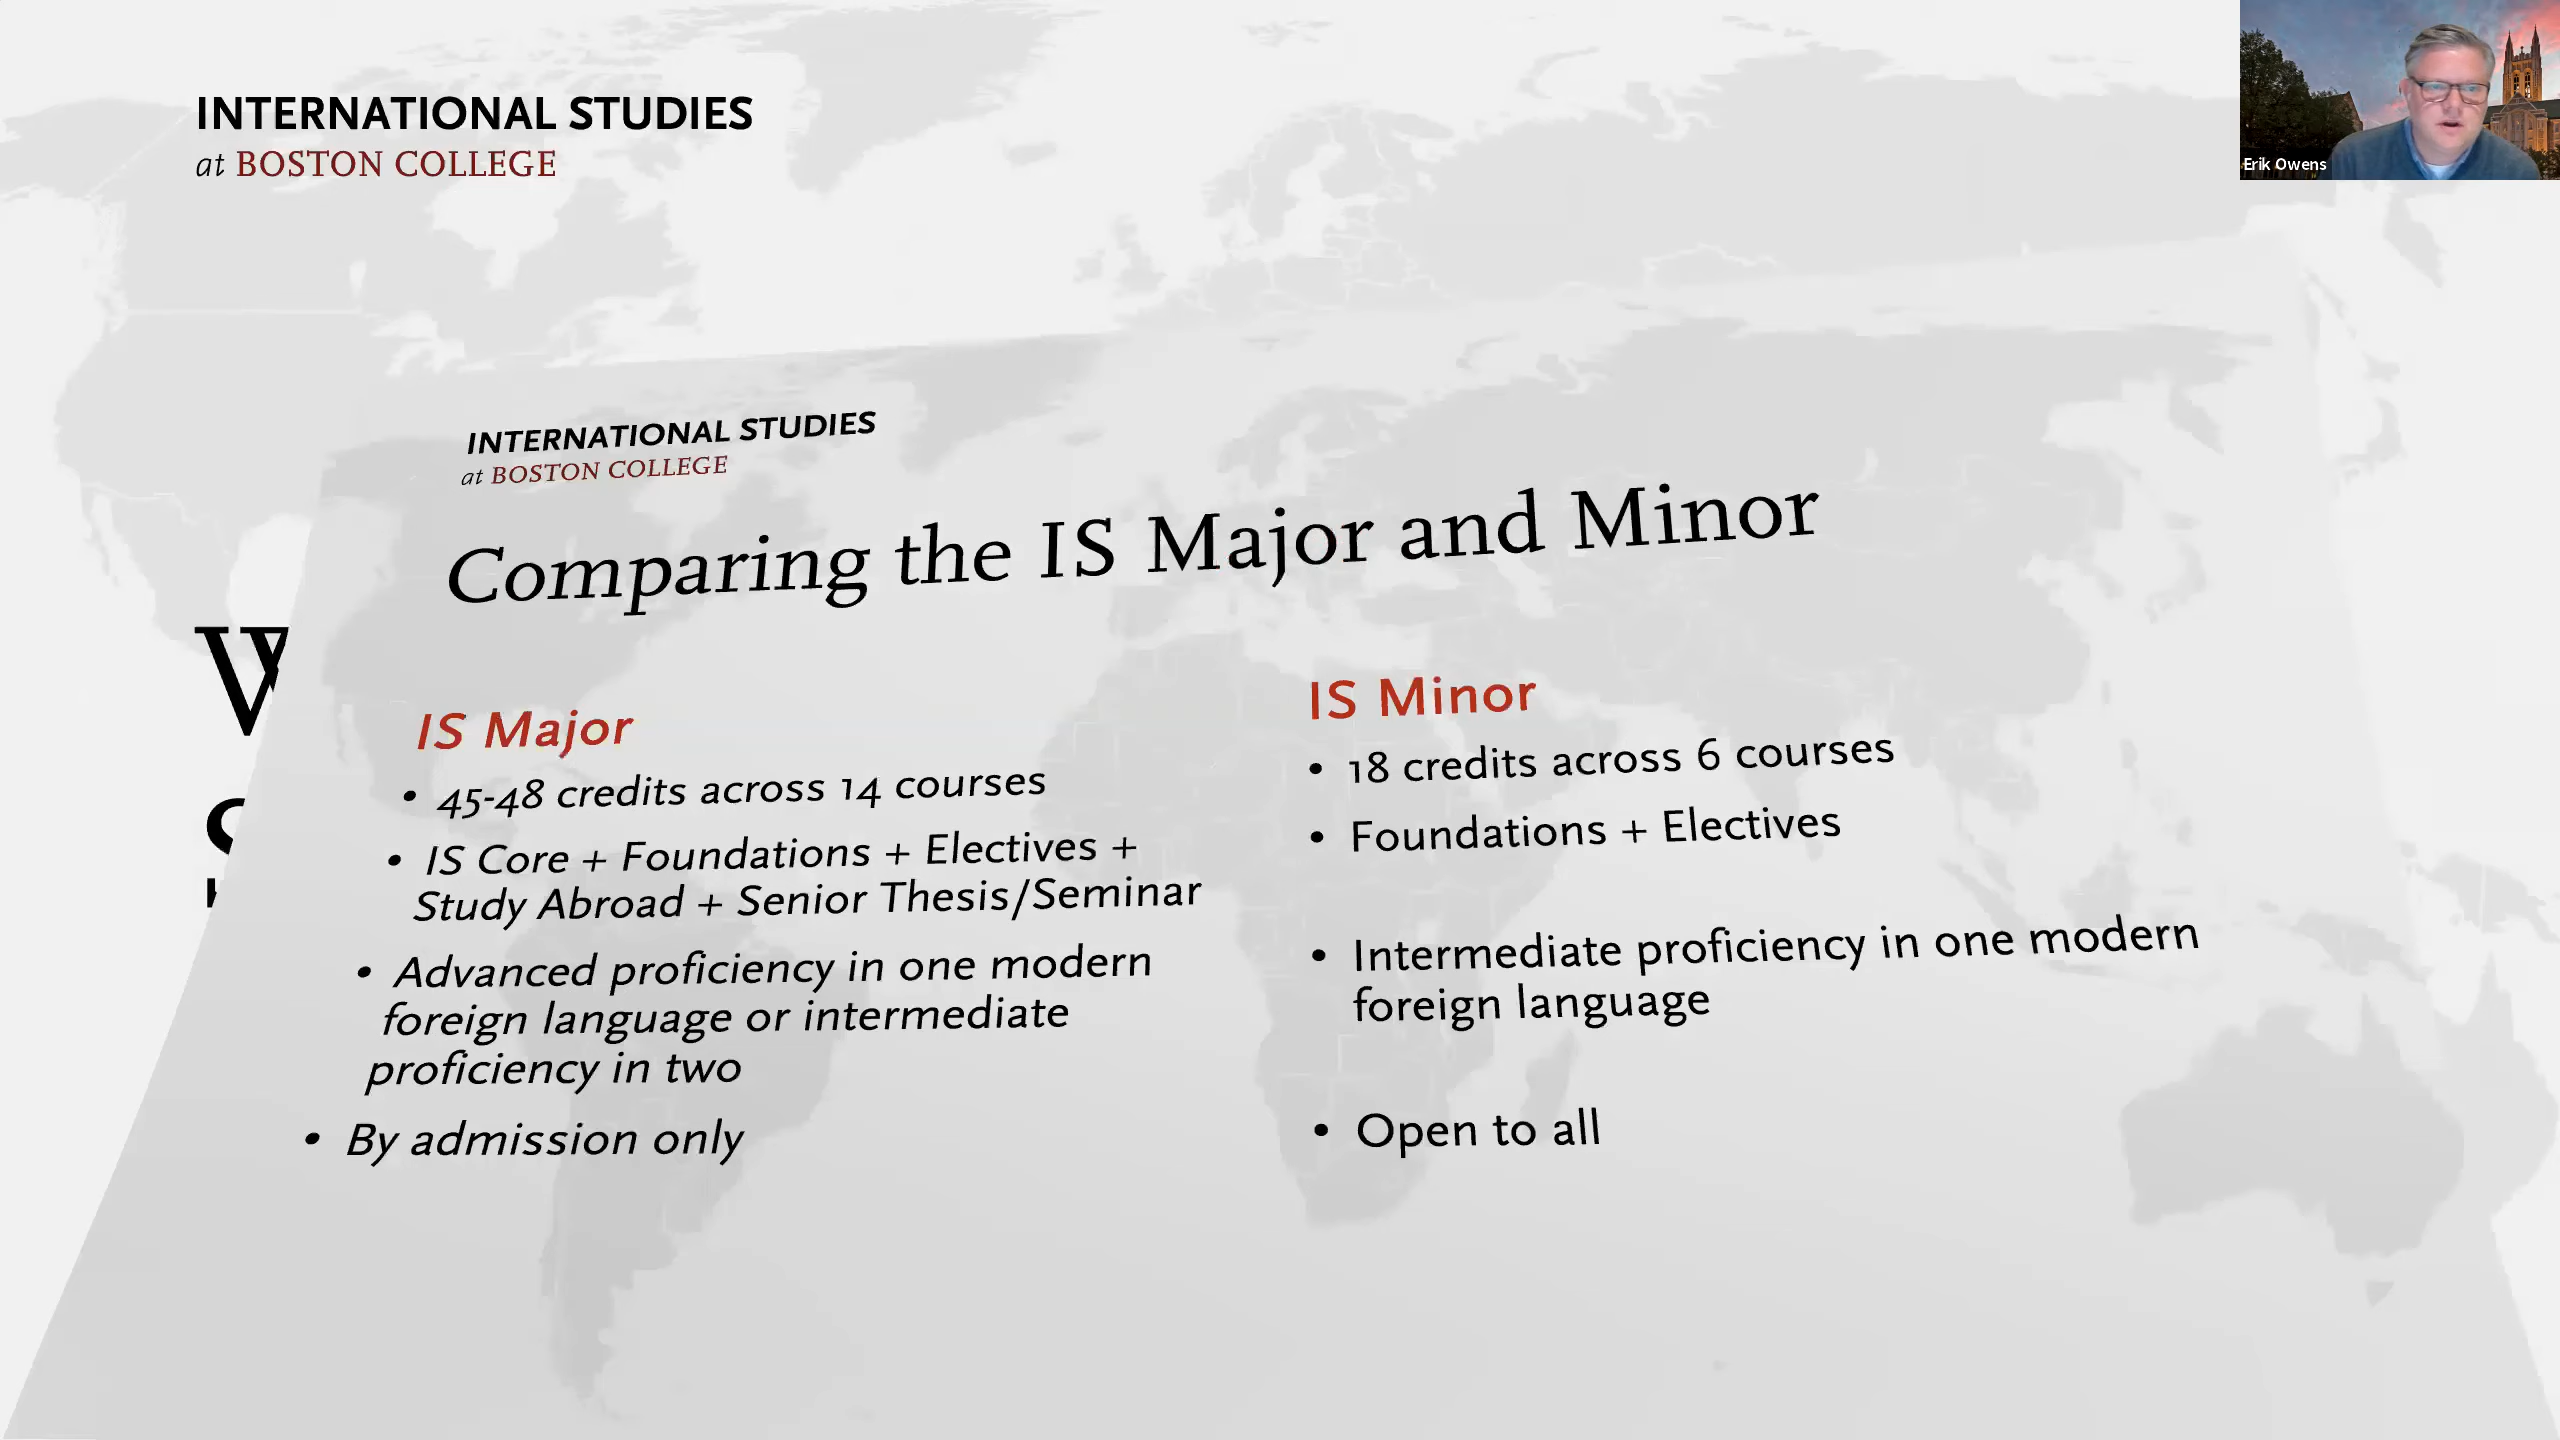 INTERNATIONAL STUDIES
at BOSTON COLLEGE
Erik Owens
INTERNATIONAL STUDIES
at BOSTON COLLEGE
Comparing the IS Major and Minor
IS Major
• 45-48 credits across 14 courses
• IS Core + Foundations + Electives +
Study Abroad + Senior Thesis/Seminar
• Advanced proficiency in one modern
foreign language or intermediate
proficiency in two
• By admission only
IS Minor
• 18 credits across 6 courses
• Foundations + Electives
• Intermediate proficiency in one modern
foreign language
• Open to all